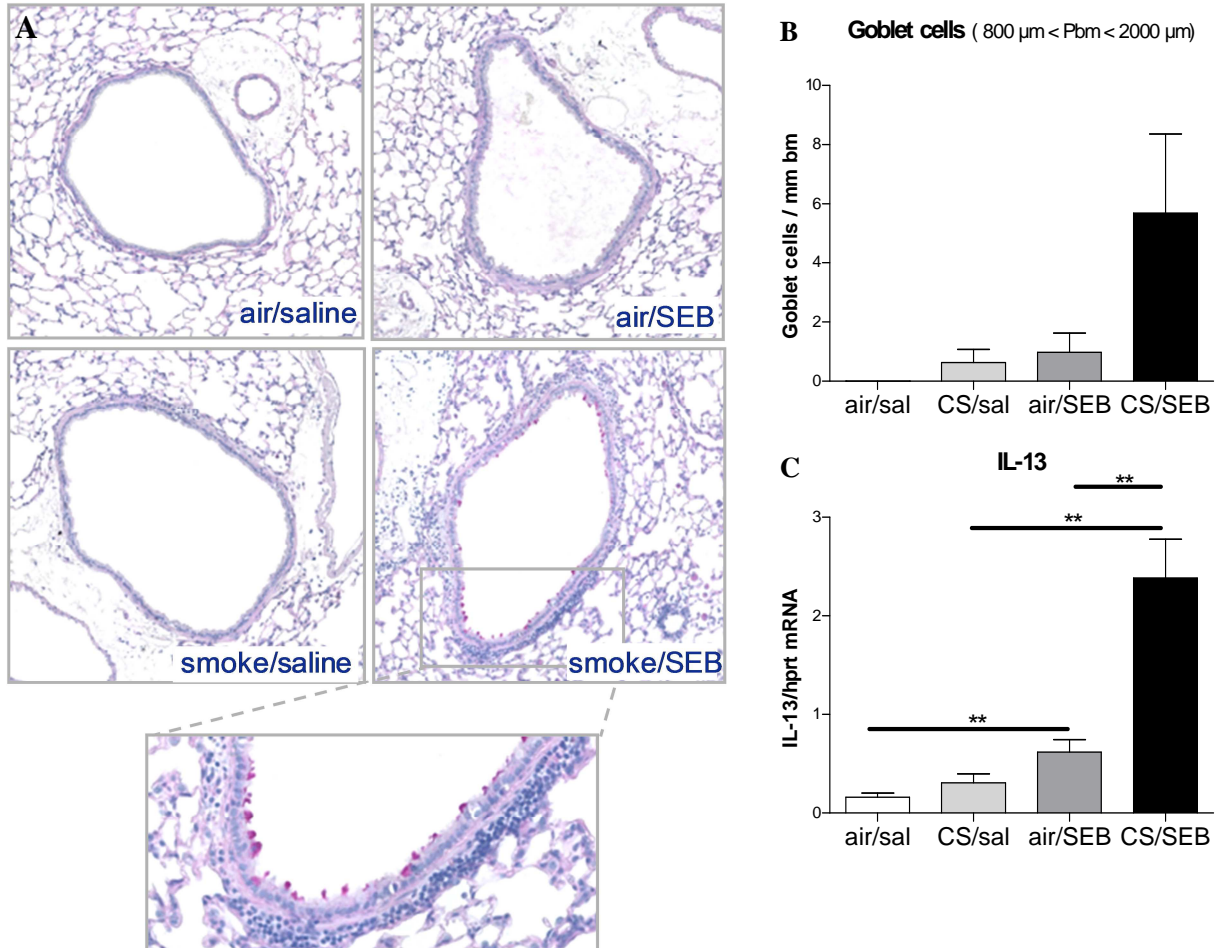 A
air/saline
air/SEB
smoke/saline
smoke/SEB
B Goblet cells ( 800 µm < Pbm < 2000 µm)
Goblet cells / mm bm
10
8
6
4
2
0
air/sal CS/sal air/SEB CS/SEB
C IL-13
**
**
**
IL-13/hprt mRNA
3
2
1
0
air/sal CS/sal air/SEB CS/SEB